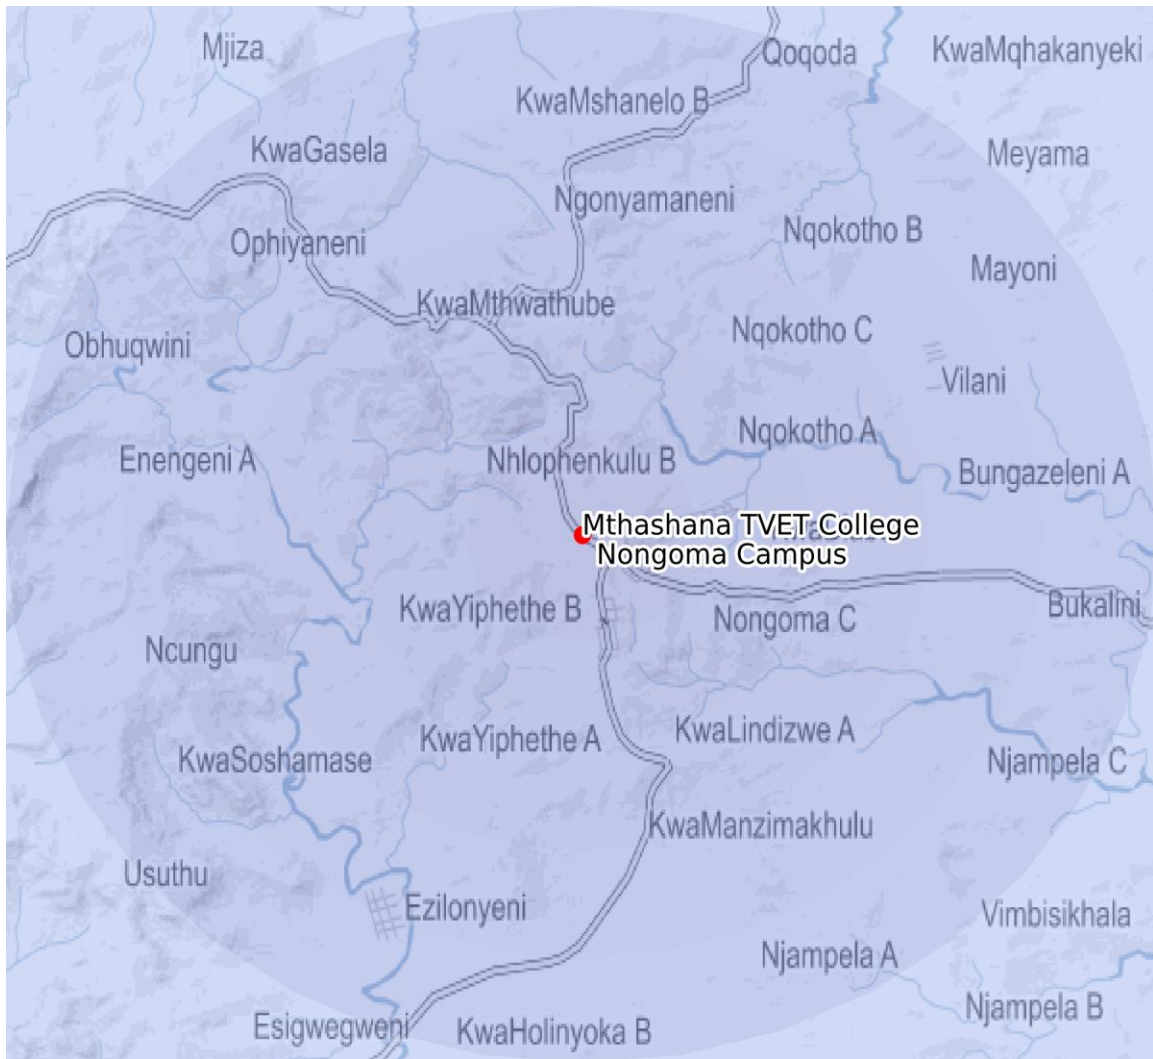 Mjiza
Qoqoda
KwaMqhakanyeki
KwaMshanelo B
KwaGasela
Meyama
Ngonyamaneni
Nqokotho B
Ophiyaneni
Mayoni
KwaMthwathube
Nqokotho C
Obhuqwini
Vilani
Nqokotho A
Enengeni A
Nhlophenkulu B
Bungazeleni A
Mthashana TVET College
Nongoma Campus
KwaYiphethe B
Nongoma C
Bukalini
Ncungu
KwaYiphethe A
KwaLindizwe A
KwaSoshamase
Njampela C
KwaManzimakhulu
Usuthu
Ezilonyeni
Vimbisikhala
Njampela A
Njampela B
Esigwegweni
KwaHolinyoka B